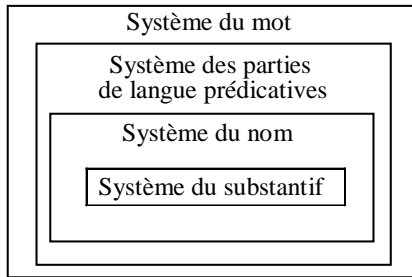 Système du mot
Système des parties
de langue prédicatives
Système du nom
Système du substantif